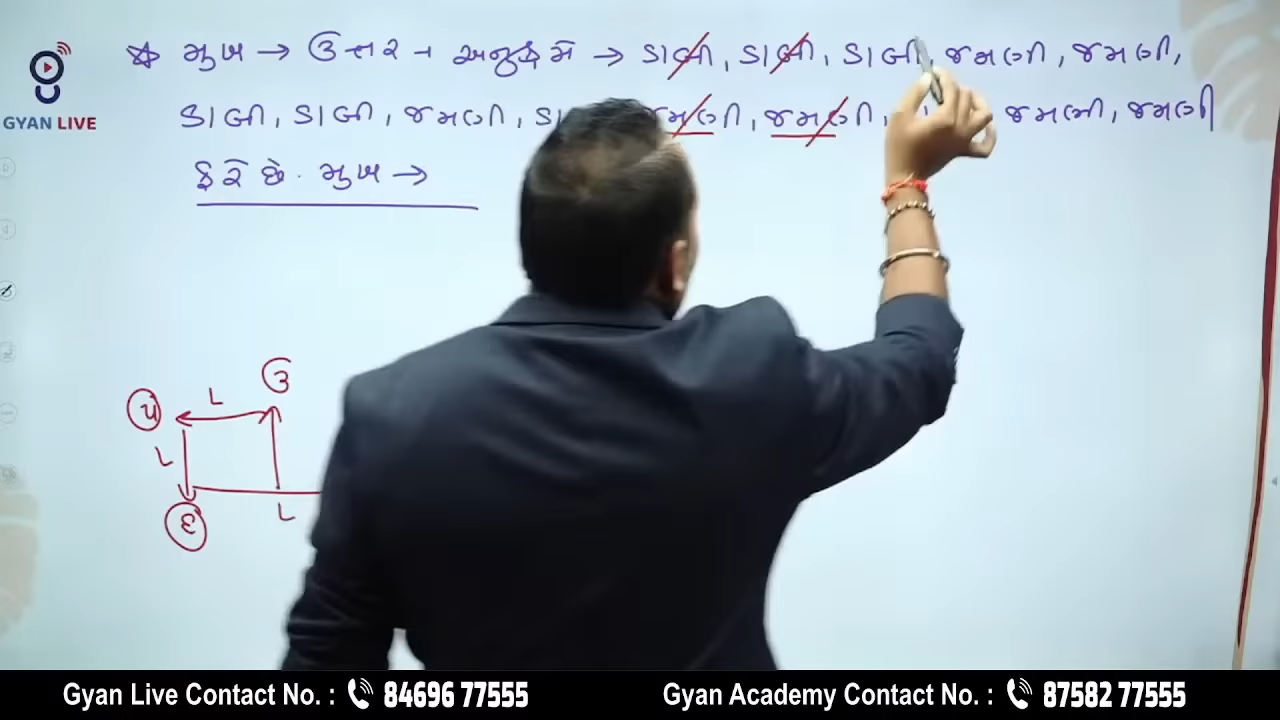 GYAN LIVE
☆ મુખ → ઉત્તર → અનુક્રમે → ડાબી, ડાબી, ડાબી, જમણી, જમણી,
ડાબી, ડાબી, જમણી, જમણી, જમણી, જમણી, જમણી
ફરે છે. મુખ →
ઉ
L
પ
L
દ
L
Gyan Live Contact No. : 84696 77555
Gyan Academy Contact No. : 87582 77555